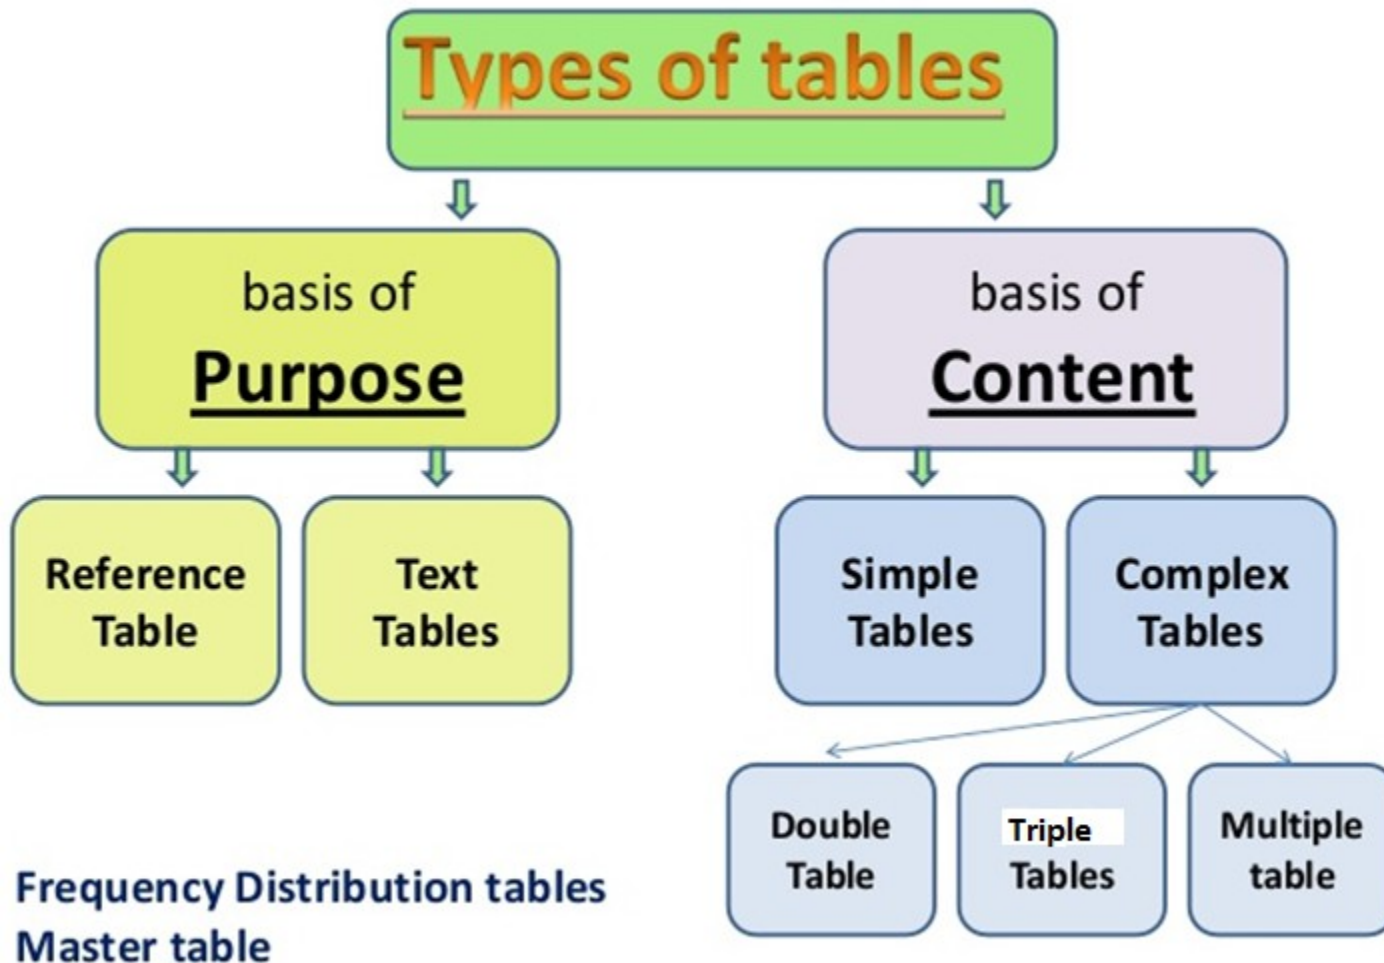 Types of tables
basis of
Purpose
basis of
Content
Reference
Table
Text
Tables
Simple
Tables
Complex
Tables
Double
Table
Triple
Tables
Multiple
table
Frequency Distribution tables
Master table